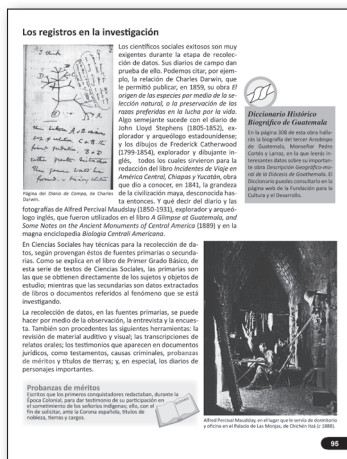 Los registros en la investigación
Los científicos sociales exitosos son muy
exigentes durante la etapa de recolec-
ción de datos. Sus diarios de campo dan
prueba de ello. Podemos citar, por ejem-
plo, la relación de Charles Darwin, que
le permitió publicar, en 1859, su obra El
origen de las especies por medio de la se-
lección natural, o la preservación de las
razas preferidas en la lucha por la vida.
Algo semejante sucede con el diario de
John Lloyd Stephens (1805-1852), ex-
plorador y arqueólogo estadounidense;
y los dibujos de Frederick Catherwood
(1799-1854), explorador y dibujante in-
glés, todos los cuales sirvieron para la
redacción del libro Incidentes de Viaje en
América Central, Chiapas y Yucatán, obra
que dio a conocer, en 1841, la grandeza
de la civilización maya, desconocida has-
ta entonces. Y qué decir del diario y las
fotografías de Alfred Percival Maudslay (1850-1931), explorador y arqueó-
logo inglés, que fueron utilizados en el libro A Glimpse at Guatemala, and
Some Notes on the Ancient Monuments of Central America (1889) y en la
magna enciclopedia Biologia Centrali Americana.
I think
Página del Diario de Campo, de Charles
Darwin.
Diccionario Histórico
Biográfico de Guatemala
En la página 308 de esta obra halla-
rás la biografía del tercer Arzobispo
de Guatemala, Monseñor Pedro
Cortés y Larraz, en la que leerás in-
teresantes datos sobre su importan-
te obra Descripción Geográfico-mo-
ral de la Diócesis de Goathemala. El
Diccionario puedes consultarlo en la
página web de la Fundación para la
Cultura y el Desarrollo.
En Ciencias Sociales hay técnicas para la recolección de da-
tos, según provengan éstos de fuentes primarias o secunda-
rias. Como se explica en el libro de Primer Grado Básico, de
esta serie de textos de Ciencias Sociales, las primarias son
las que se obtienen directamente de los sujetos y objetos de
estudio; mientras que las secundarias son datos extractados
de libros o documentos referidos al fenómeno que se está
investigando.
La recolección de datos, en las fuentes primarias, se puede
hacer por medio de la observación, la entrevista y la encues-
ta. También son procedentes las siguientes herramientas: la
revisión de material auditivo y visual; las transcripciones de
relatos orales; los testimonios que aparecen en documentos
jurídicos, como testamentos, causas criminales, probanzas
de méritos y títulos de tierras; y, en especial, los diarios de
personajes importantes.
Probanzas de méritos
Escritos que los primeros conquistadores redactaban, durante la
Época Colonial, para dar testimonio de su participación en
el sometimiento de los señoríos indígenas; ello, con el
fin de solicitar, ante la Corona española, títulos de
nobleza, tierras y cargos.
Alfred Percival Maudslay, en el lugar que le servía de dormitorio
y oficina en el Palacio de Las Monjas, de Chichén Itzá (c 1888).
95